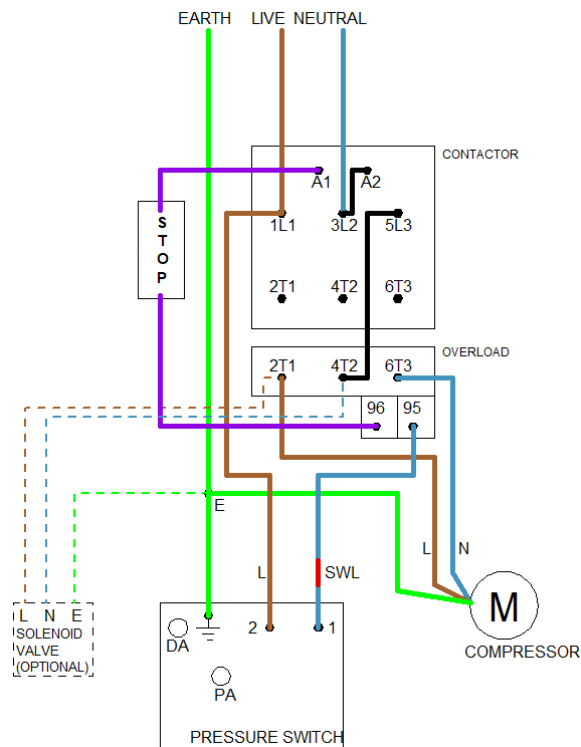 EARTH LIVE NEUTRAL
CONTACTOR
A1 A2
1L1 3L2 5L3
STOP
2T1 4T2 6T3
OVERLOAD
2T1 4T2 6T3
96 95
E
L N
L SWL
L N E
SOLENOID
VALVE
(OPTIONAL)
2 1
DA
PA
M
COMPRESSOR
PRESSURE SWITCH